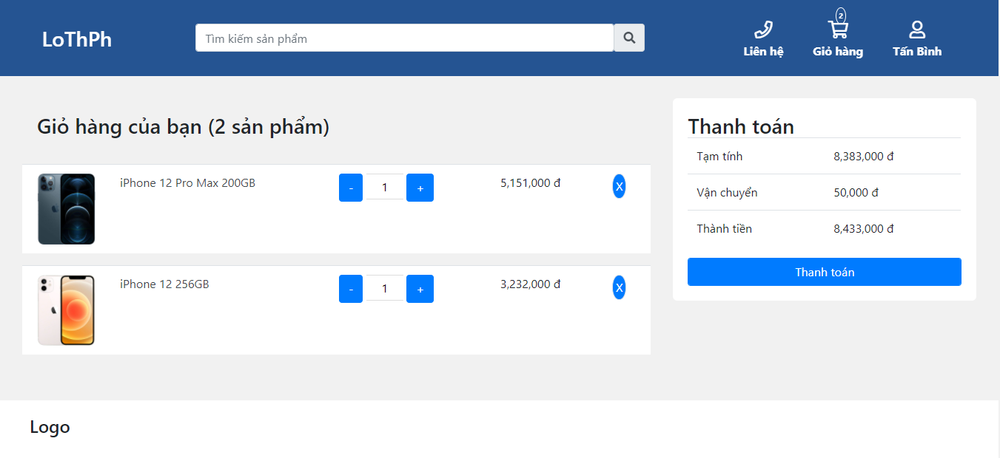 LoThPh
Tìm kiếm sản phẩm
Liên hệ
2
Giỏ hàng
Tấn Bình
Giỏ hàng của bạn (2 sản phẩm)
iPhone 12 Pro Max 200GB
- 1 +
5,151,000 đ
X
iPhone 12 256GB
- 1 +
3,232,000 đ
X
Thanh toán
Tạm tính 8,383,000 đ
Vận chuyển 50,000 đ
Thành tiền 8,433,000 đ
Thanh toán
Logo